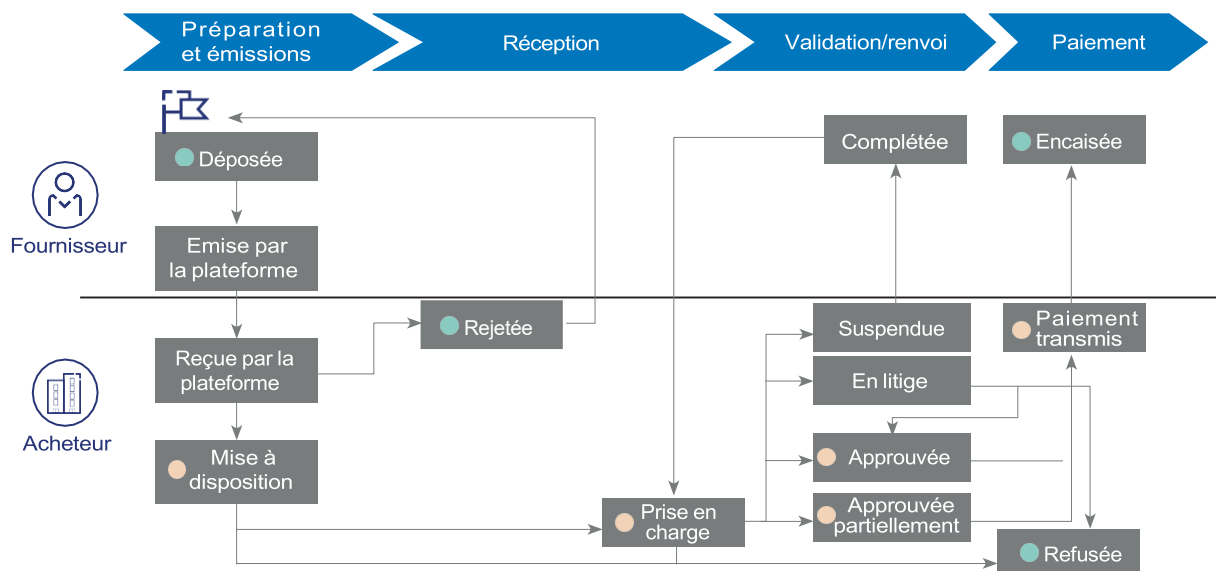 Préparation
et émissions
Réception
Validation/renvoi
Paiement
Déposée
Complétée
Encaisée
Fournisseur
Emise par
la plateforme
Rejetée
Suspendue
Paiement
transmis
Reçue par la
plateforme
En litige
Acheteur
Mise à
disposition
Approuvée
Prise en
charge
Approuvée
partiellement
Refusée